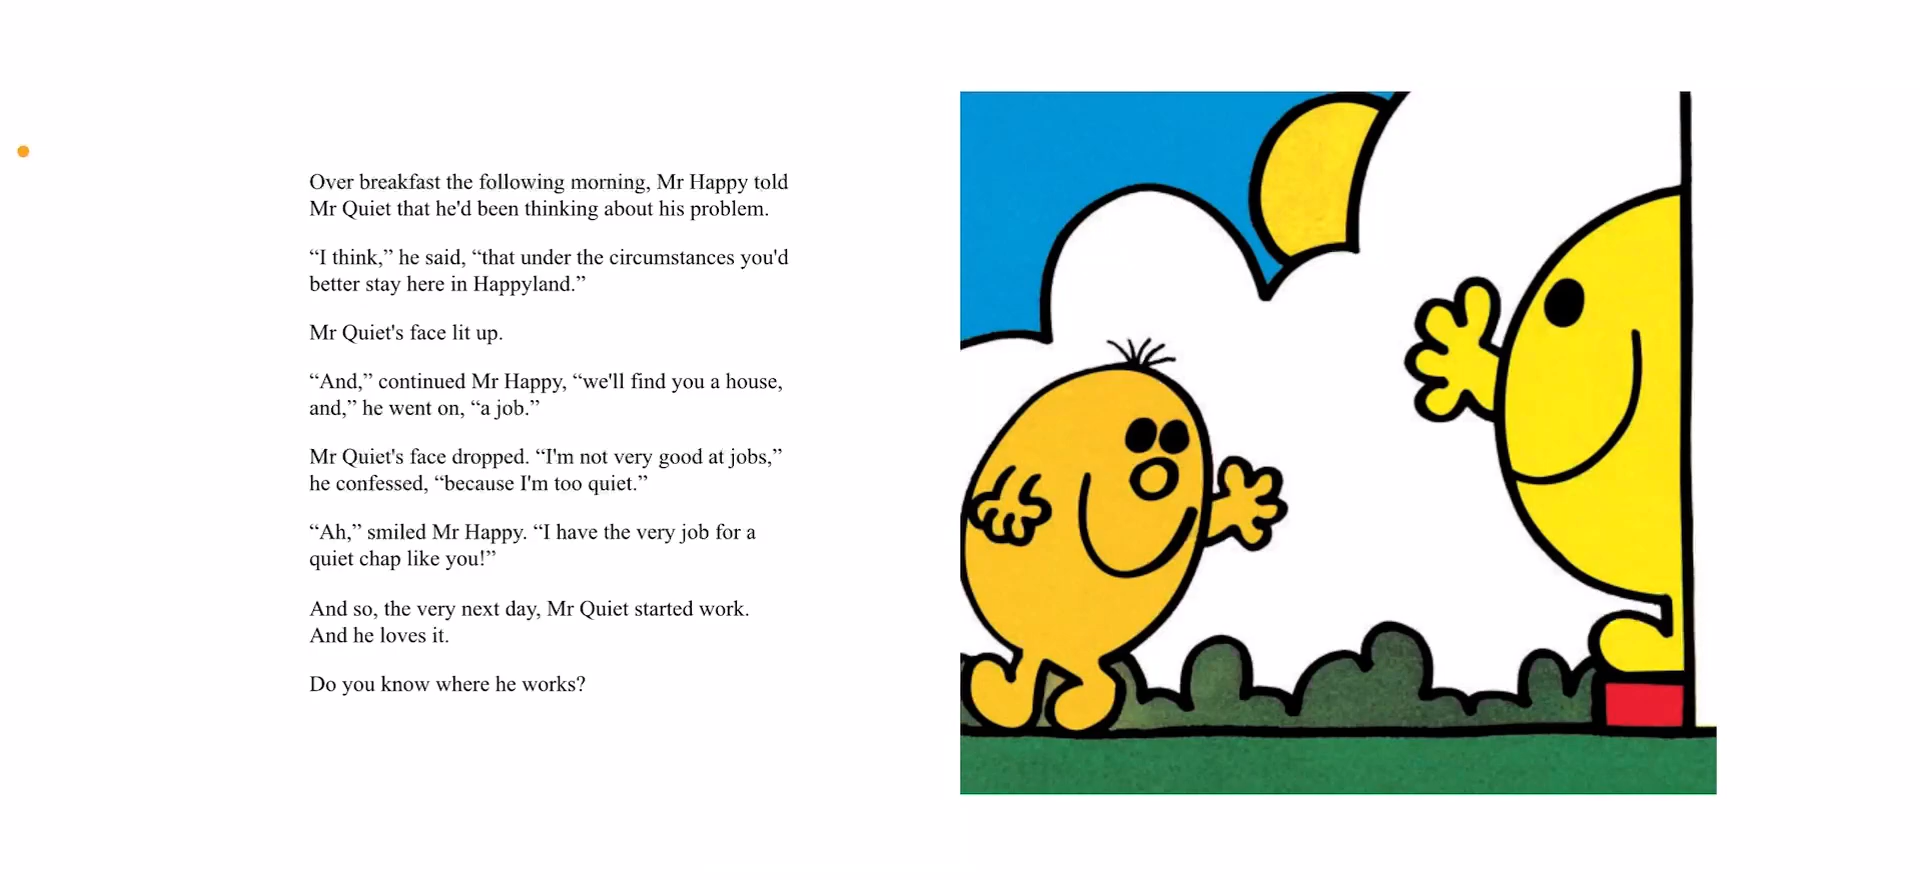 Over breakfast the following morning, Mr Happy told
Mr Quiet that he'd been thinking about his problem.
“I think,” he said, “that under the circumstances you'd
better stay here in Happyland.”
Mr Quiet's face lit up.
“And,” continued Mr Happy, “we'll find you a house,
and,” he went on, “a job.”
Mr Quiet's face dropped. “I'm not very good at jobs,”
he confessed, “because I'm too quiet.”
“Ah,” smiled Mr Happy. “I have the very job for a
quiet chap like you!”
And so, the very next day, Mr Quiet started work.
And he loves it.
Do you know where he works?